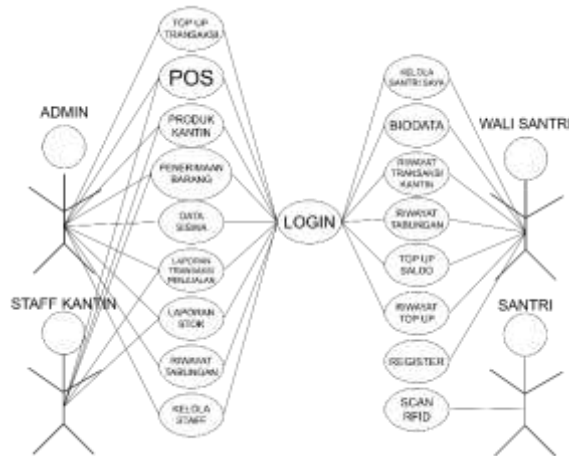 TOP UP
TRANSAKSI
POS
PRODUK
KANTIN
PENERIMAAN
BARANG
DATA
SISWA
LAPORAN
TRANSAKSI
PENJUALAN
LAPORAN
STOK
RIWAYAT
TABUNGAN
KELOLA
STAFF
ADMIN
STAFF KANTIN
LOGIN
KELOLA
SANTRI SAYA
BIODATA
RIWAYAT
TRANSAKSI
KANTIN
RIWAYAT
TABUNGAN
TOP UP
SALDO
RIWAYAT
TOP UP
REGISTER
SCAN
RFID
WALI SANTRI
SANTRI